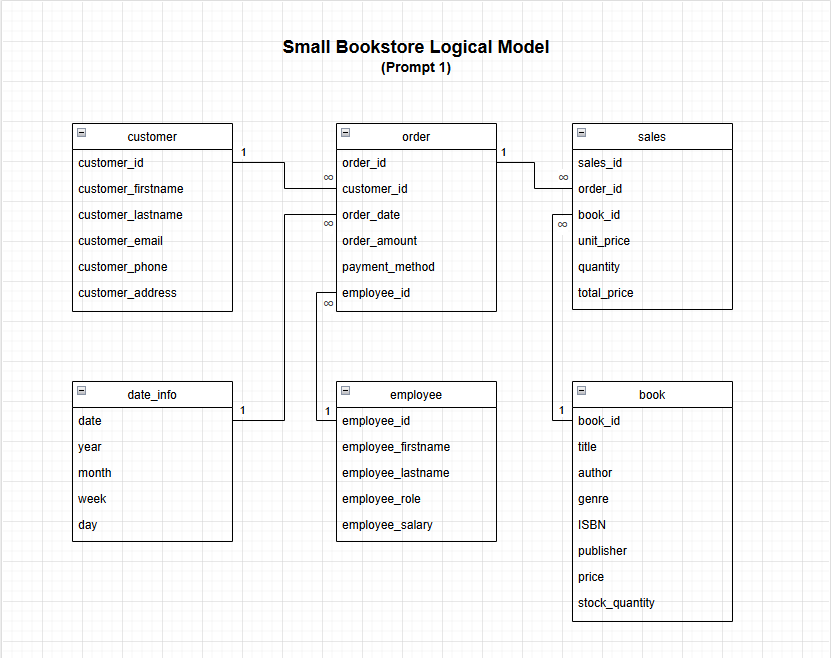 Small Bookstore Logical Model
(Prompt 1)
customer
customer_id
customer_firstname
customer_lastname
customer_email
customer_phone
customer_address
1
∞
order
order_id
customer_id
order_date
order_amount
payment_method
employee_id
∞
∞
1
∞
sales
sales_id
order_id
book_id
unit_price
quantity
total_price
∞
date_info
date
year
month
week
day
1
1
employee
employee_id
employee_firstname
employee_lastname
employee_role
employee_salary
1
book
book_id
title
author
genre
ISBN
publisher
price
stock_quantity